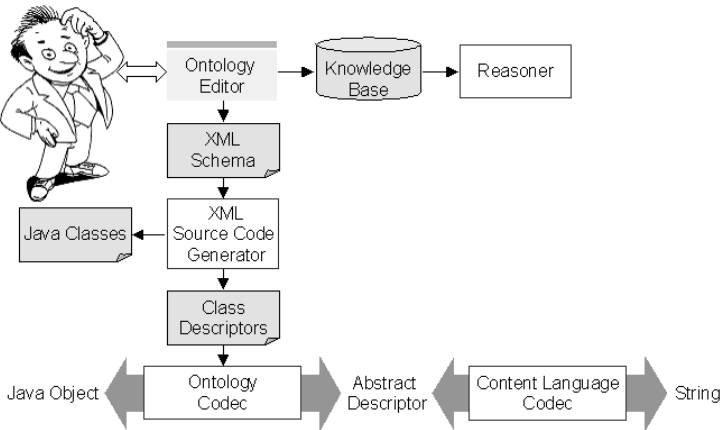 Ontology
Editor
Knowledge
Base
Reasoner
XML
Schema
Java Classes
XML
Source Code
Generator
Class
Descriptors
Java Object
Ontology
Codec
Abstract
Descriptor
Content Language
Codec
String